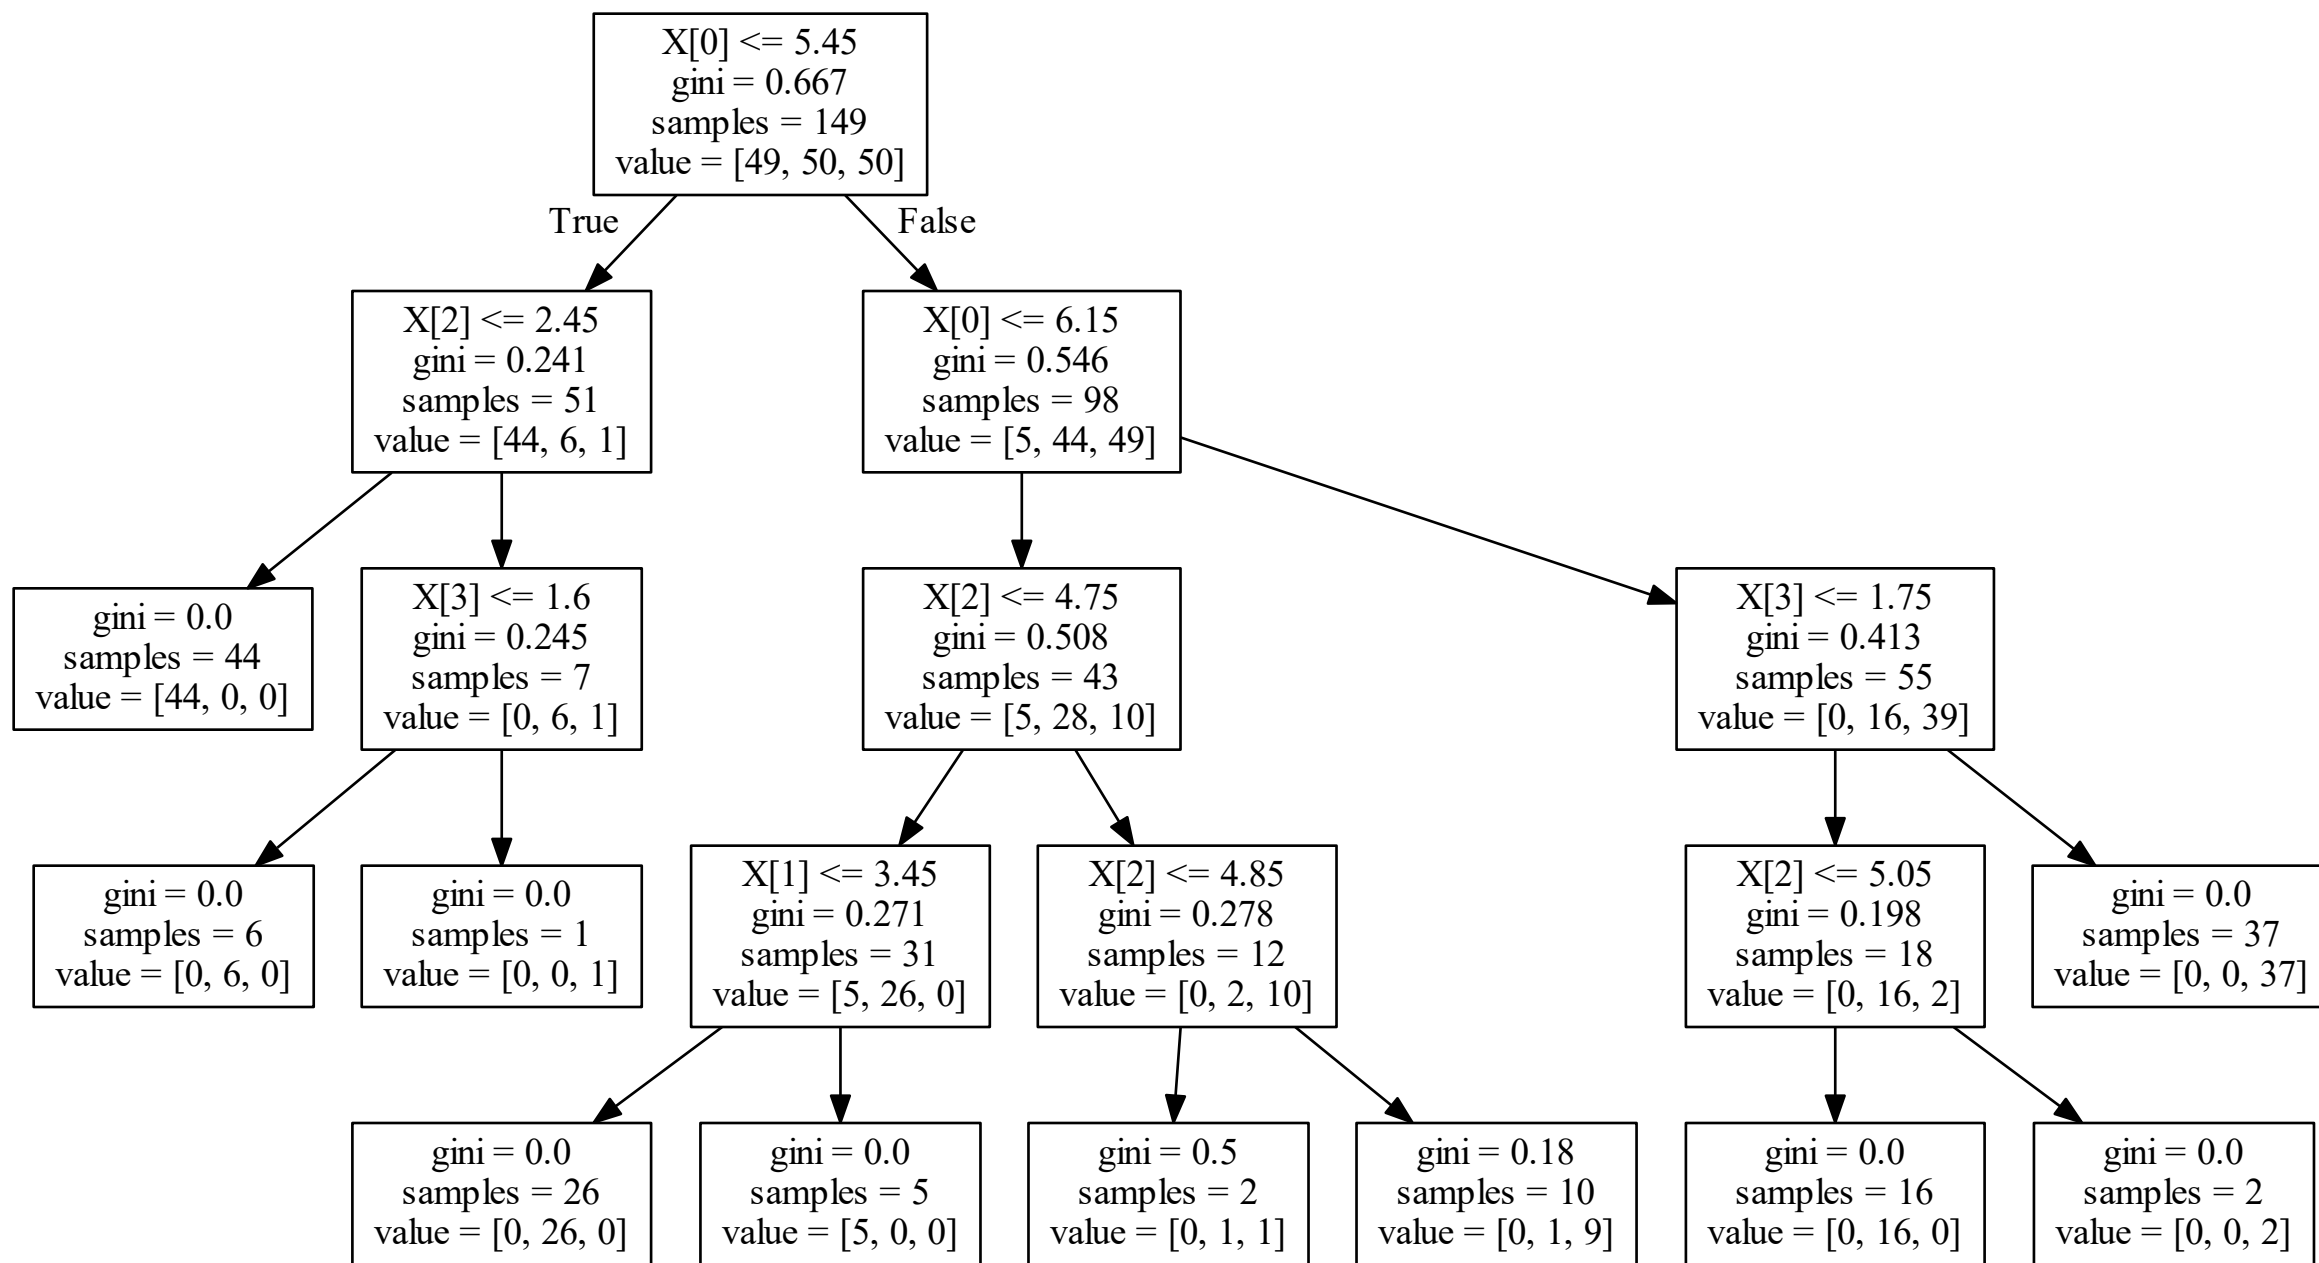 X[0] <= 5.45
gini = 0.667
samples = 149
value = [49, 50, 50]
True
False
X[2] <= 2.45
gini = 0.241
samples = 51
value = [44, 6, 1]
X[0] <= 6.15
gini = 0.546
samples = 98
value = [5, 44, 49]
gini = 0.0
samples = 44
value = [44, 0, 0]
X[3] <= 1.6
gini = 0.245
samples = 7
value = [0, 6, 1]
X[2] <= 4.75
gini = 0.508
samples = 43
value = [5, 28, 10]
X[3] <= 1.75
gini = 0.413
samples = 55
value = [0, 16, 39]
gini = 0.0
samples = 6
value = [0, 6, 0]
gini = 0.0
samples = 1
value = [0, 0, 1]
X[1] <= 3.45
gini = 0.271
samples = 31
value = [5, 26, 0]
X[2] <= 4.85
gini = 0.278
samples = 12
value = [0, 2, 10]
X[2] <= 5.05
gini = 0.198
samples = 18
value = [0, 16, 2]
gini = 0.0
samples = 37
value = [0, 0, 37]
gini = 0.0
samples = 26
value = [0, 26, 0]
gini = 0.0
samples = 5
value = [5, 0, 0]
gini = 0.5
samples = 2
value = [0, 1, 1]
gini = 0.18
samples = 10
value = [0, 1, 9]
gini = 0.0
samples = 16
value = [0, 16, 0]
gini = 0.0
samples = 2
value = [0, 0, 2]